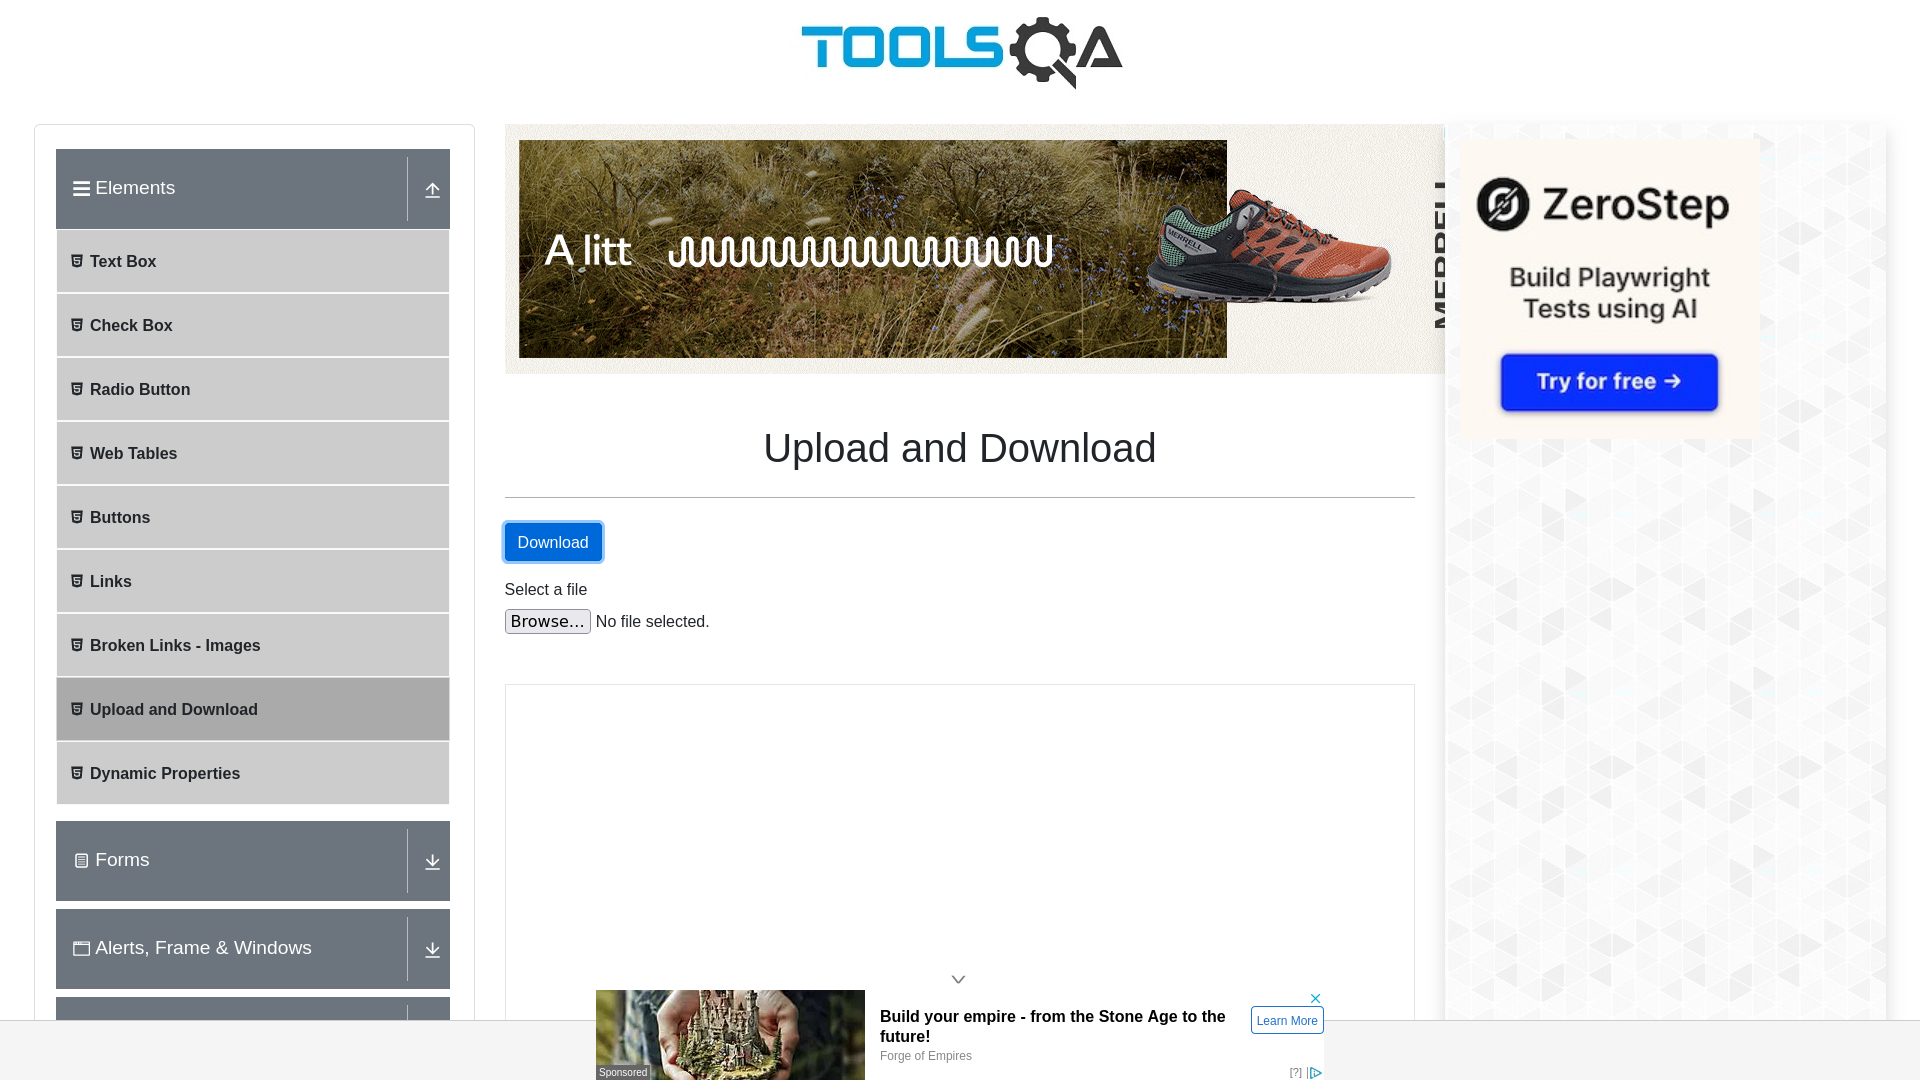 TOOLSQA
Elements
Text Box
Check Box
Radio Button
Web Tables
Buttons
Links
Broken Links - Images
Upload and Download
Dynamic Properties
Forms
Alerts, Frame & Windows
A litt
MERRELL
MERRELL
Upload and Download
Download
Select a file
Browse... No file selected.
ZeroStep
Build Playwright
Tests using AI
Try for free →
Build your empire - from the Stone Age to the
future!
Forge of Empires
Learn More
Sponsored
[?]